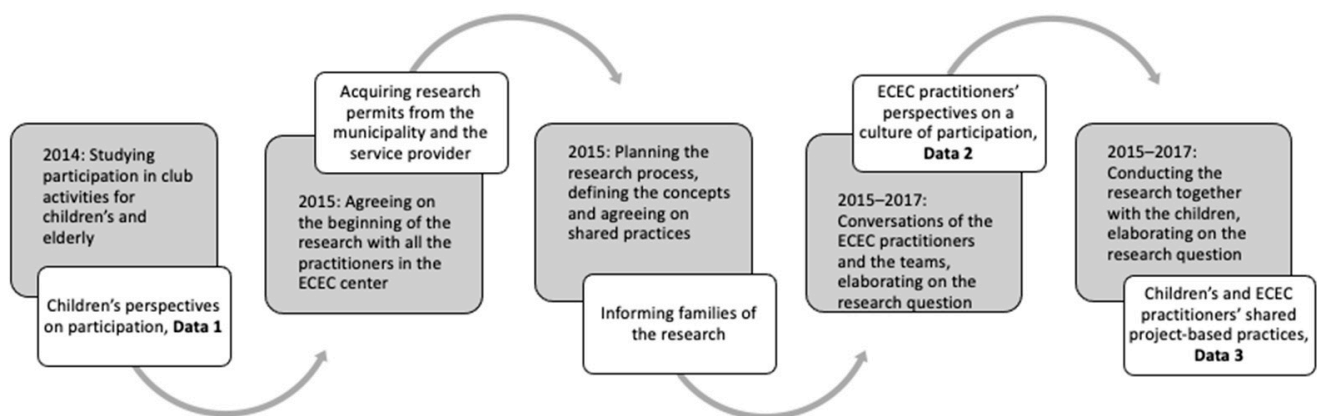 2014: Studying
participation in club
activities for
children's and
elderly
Children's perspectives
on participation, Data 1
Acquiring research
permits from the
municipality and the
service provider
2015: Agreeing on
the beginning of the
research with all the
practitioners in the
ECEC center
2015: Planning the
research process,
defining the concepts
and agreeing on
shared practices
Informing families of
the research
ECEC practitioners'
perspectives on a
culture of participation,
Data 2
2015–2017:
Conversations of the
ECEC practitioners
and the teams,
elaborating on the
research question
2015–2017:
Conducting the
research together
with the children,
elaborating on the
research question
Children's and ECEC
practitioners' shared
project-based practices,
Data 3